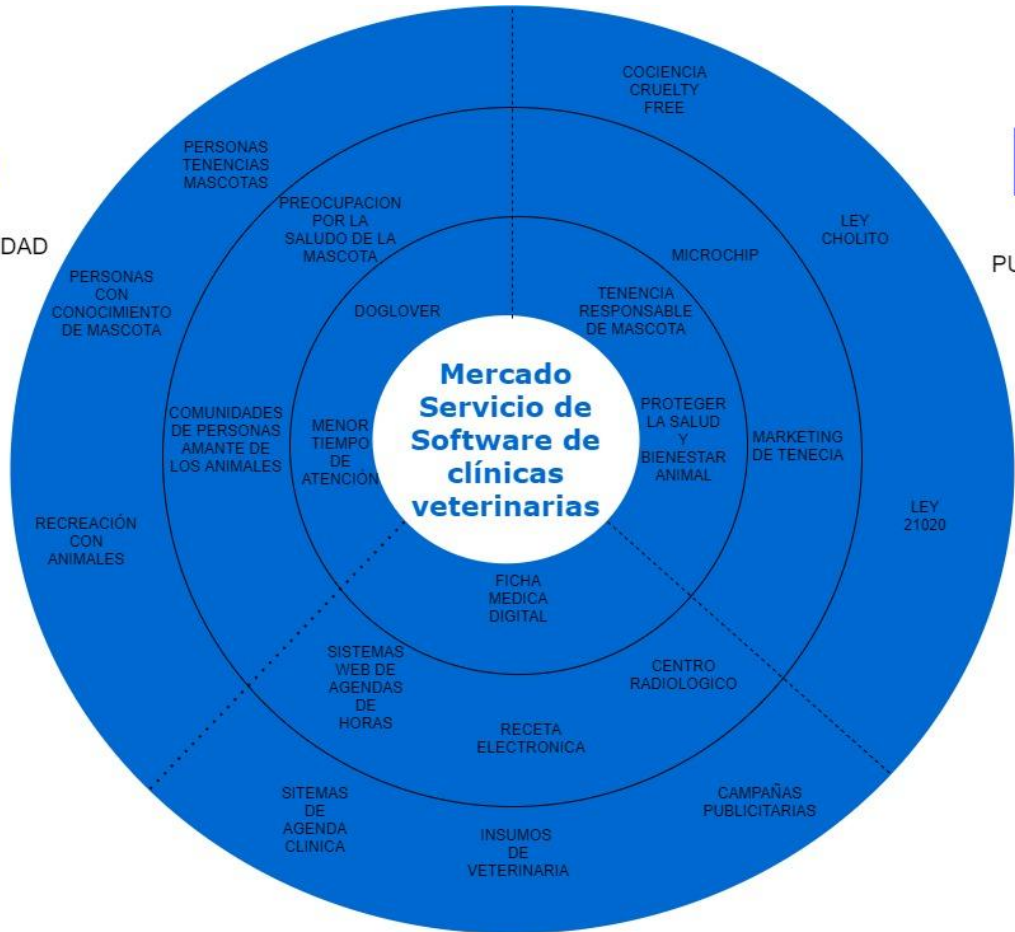 COCIENCIA
CRUELTY
FREE
PERSONAS
TENENCIAS
MASCOTAS
PREOCUPACION
POR LA
SALUDO DE LA
MASCOTA
LEY
CHOLITO
DAD
PU
MICROCHIP
PERSONAS
CON
CONOCIMIENTO
DE MASCOTA
DOGLOVER
TENENCIA
RESPONSABLE
DE MASCOTA
Mercado
Servicio de
Software de
clínicas
veterinarias
COMUNIDADES
DE PERSONAS
AMANTE DE
LOS ANIMALES
MENOR
TIEMPO
DE
ATENCIÓN
PROTEGER
LA SALUD
Y
BIENESTAR
ANIMAL
MARKETING
DE TENECIA
RECREACIÓN
CON
ANIMALES
LEY
21020
FICHA
MEDICA
DIGITAL
SISTEMAS
WEB DE
AGENDAS
DE
HORAS
CENTRO
RADIOLOGICO
RECETA
ELECTRONICA
SITEMAS
DE
AGENDA
CLINICA
INSUMOS
DE
VETERINARIA
CAMPAÑAS
PUBLICITARIAS